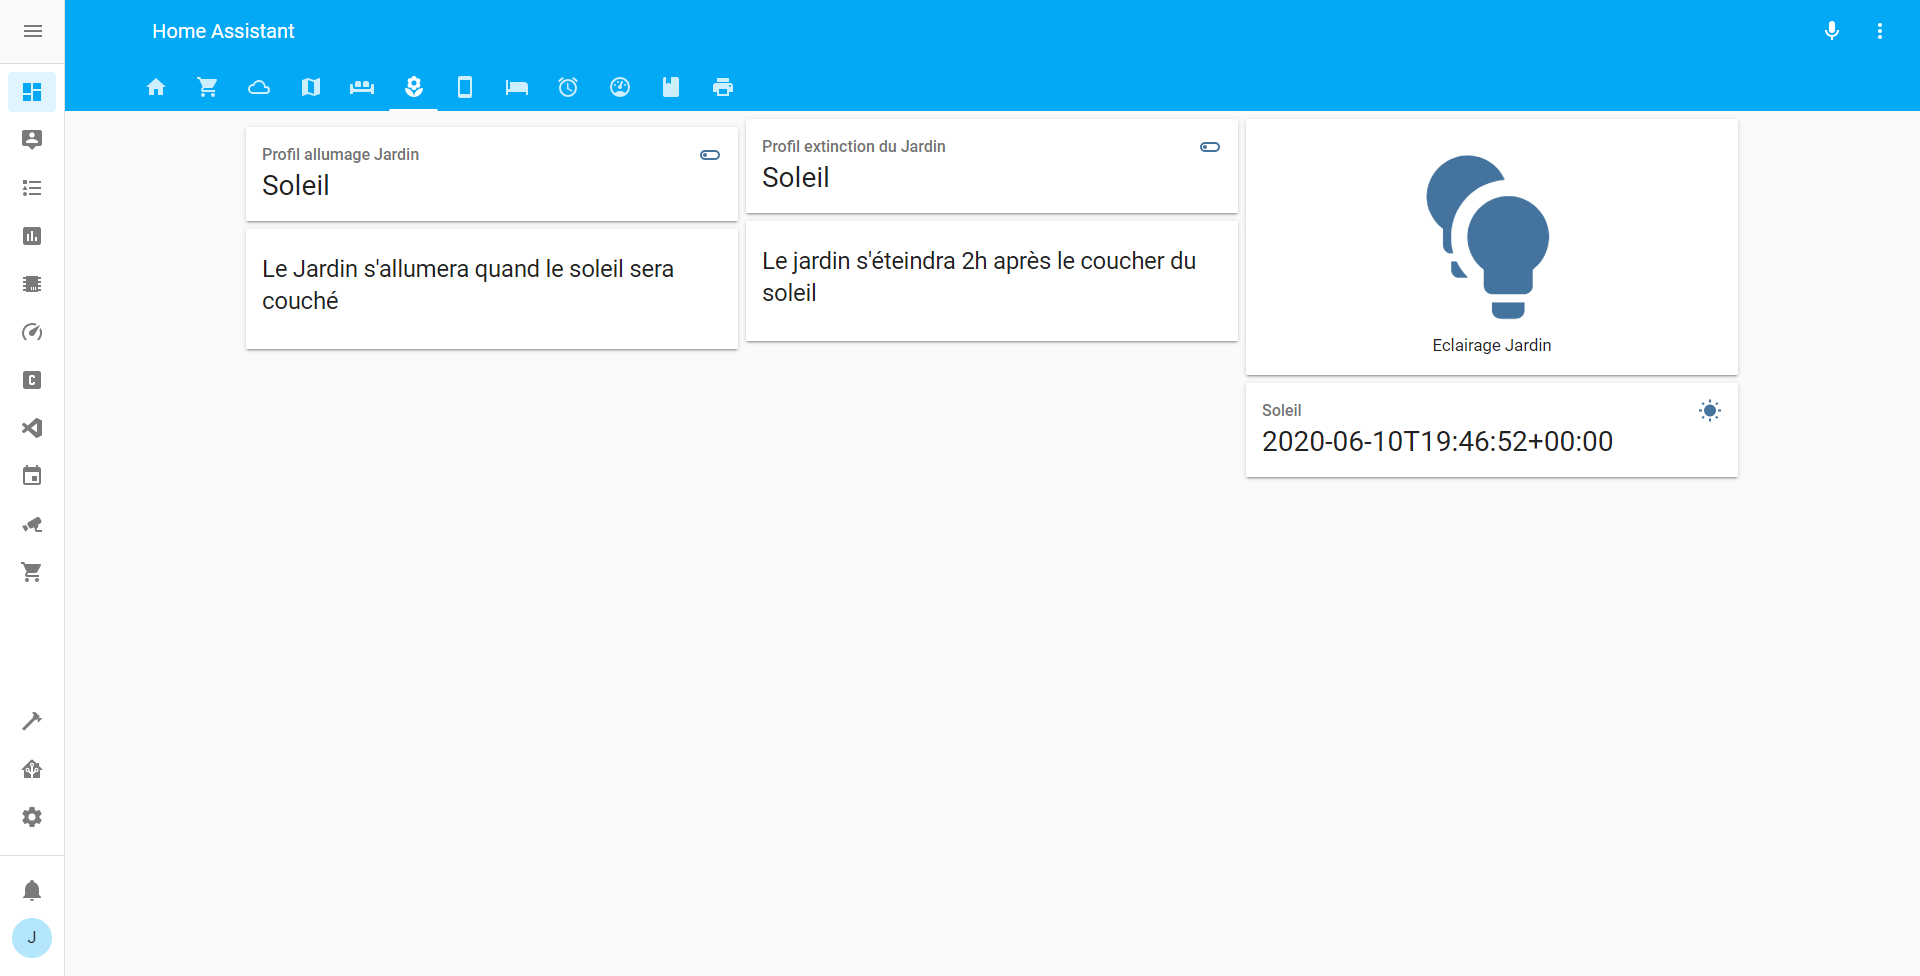 Home Assistant
Profil allumage Jardin
Soleil
Le Jardin s'allumera quand le soleil sera
couché
Profil extinction du Jardin
Soleil
Le jardin s'éteindra 2h après le coucher du
soleil
Eclairage Jardin
Soleil
2020-06-10T19:46:52+00:00
C
J